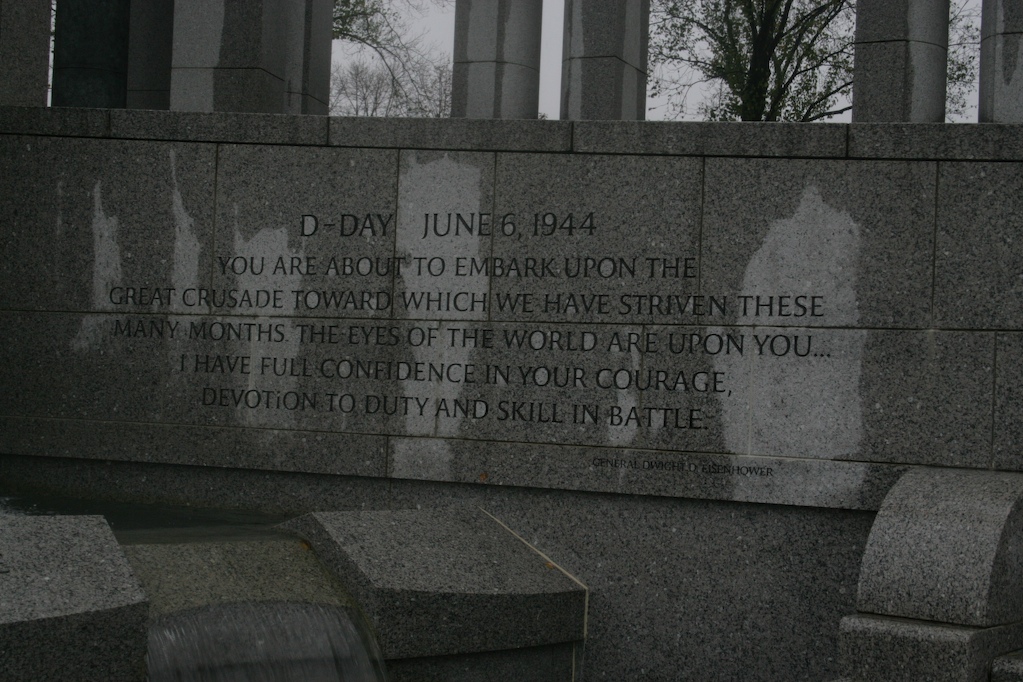 D-DAY JUNE 6, 1944
YOU ARE ABOUT TO EMBARK UPON THE
GREAT CRUSADE TOWARD WHICH WE HAVE STRIVEN THESE
MANY MONTHS. THE EYES OF THE WORLD ARE UPON YOU...
I HAVE FULL CONFIDENCE IN YOUR COURAGE,
DEVOTION TO DUTY AND SKILL IN BATTLE.
GENERAL DWIGHT D. EISENHOWER